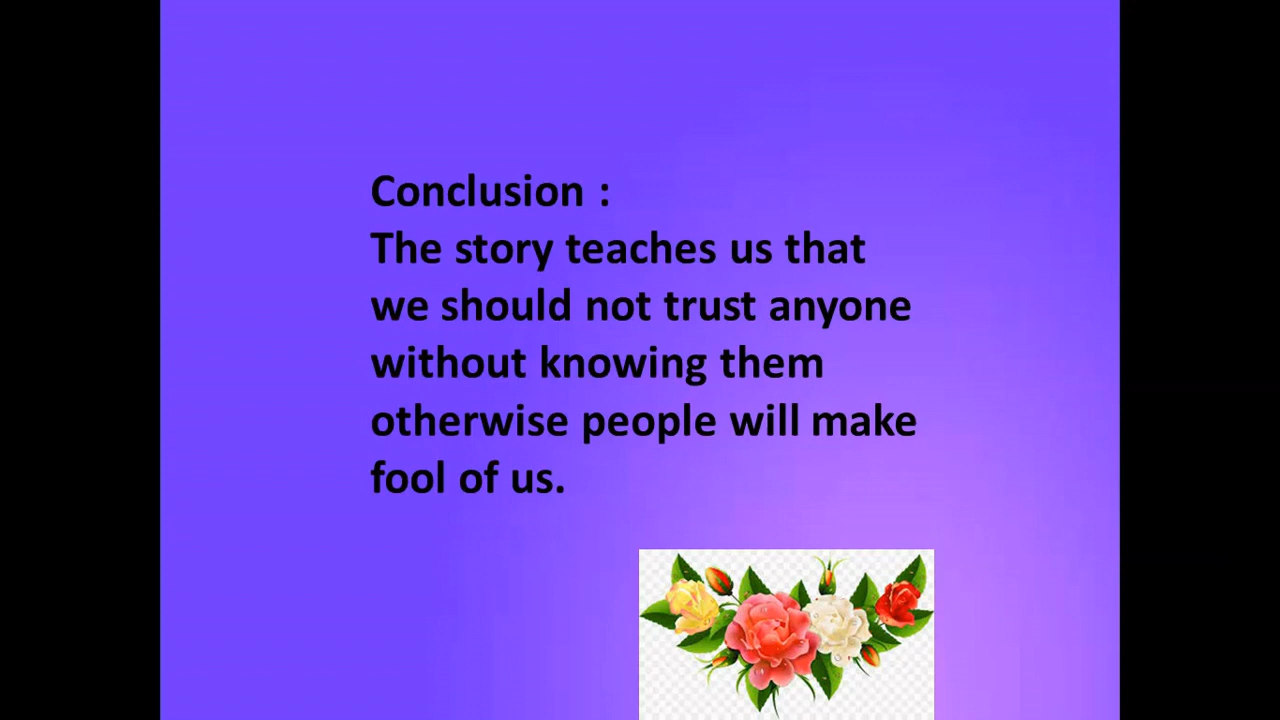 Conclusion :
The story teaches us that
we should not trust anyone
without knowing them
otherwise people will make
fool of us.